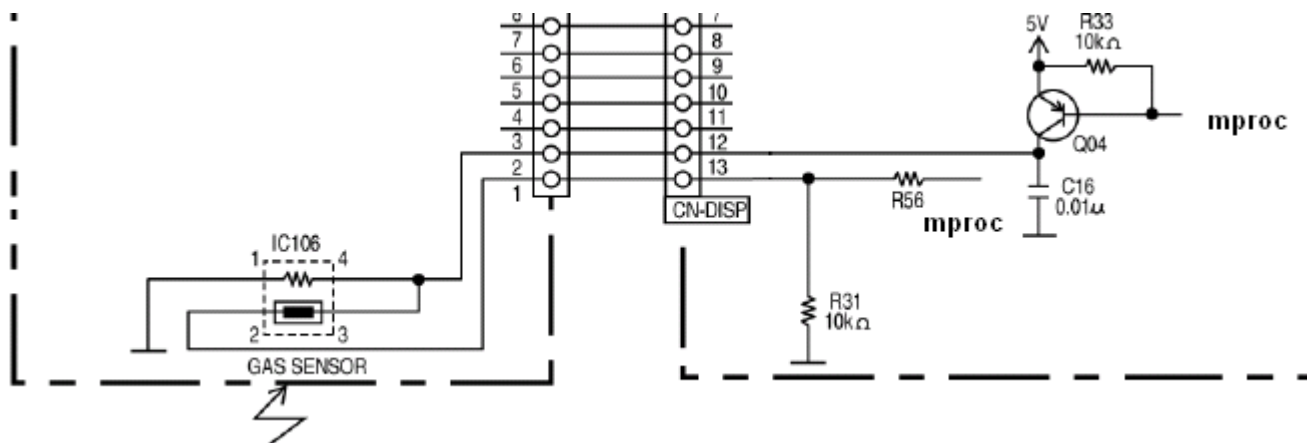 8
7
6
5
4
3
2
1
7
8
9
10
11
12
13
CN-DISP
5V
R33
10kΩ
mproc
Q04
C16
0.01μ
R56
mproc
R31
10kΩ
IC106
1
4
2
3
GAS SENSOR